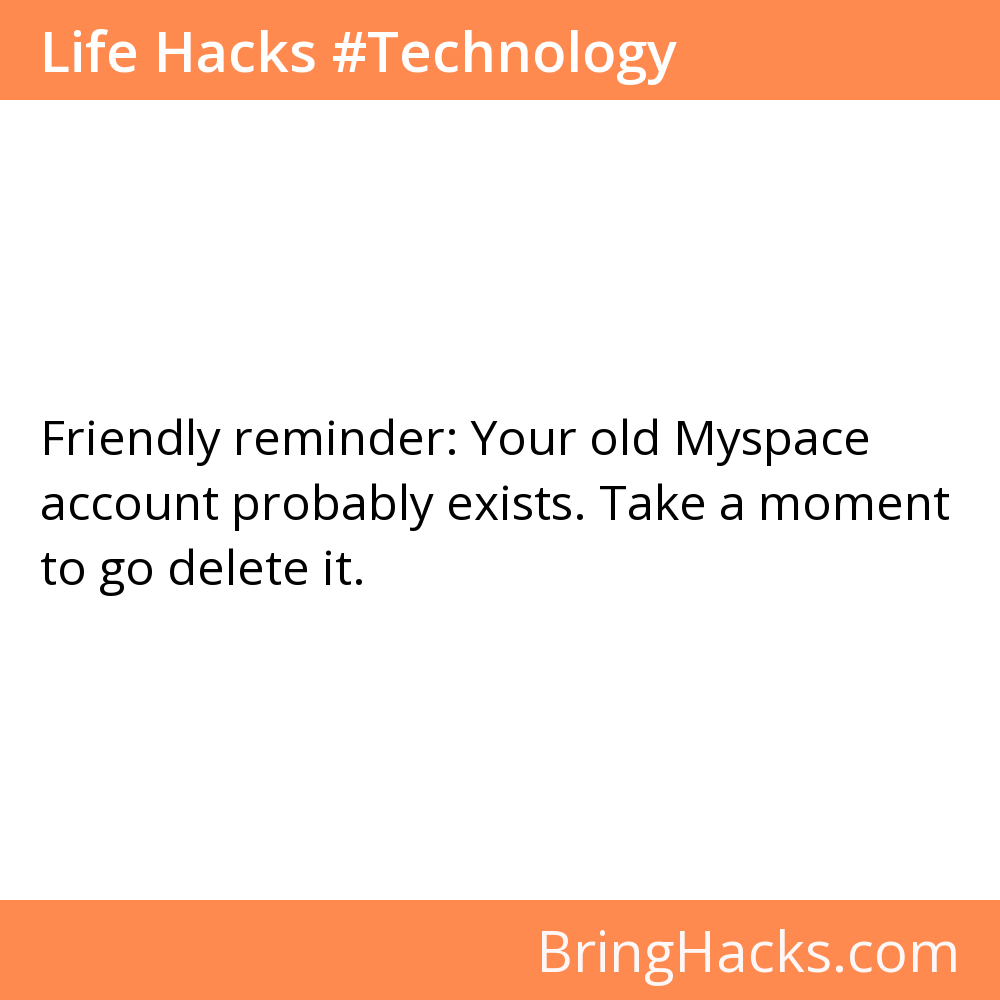 Life Hacks #Technology
Friendly reminder: Your old Myspace
account probably exists. Take a moment
to go delete it.
BringHacks.com